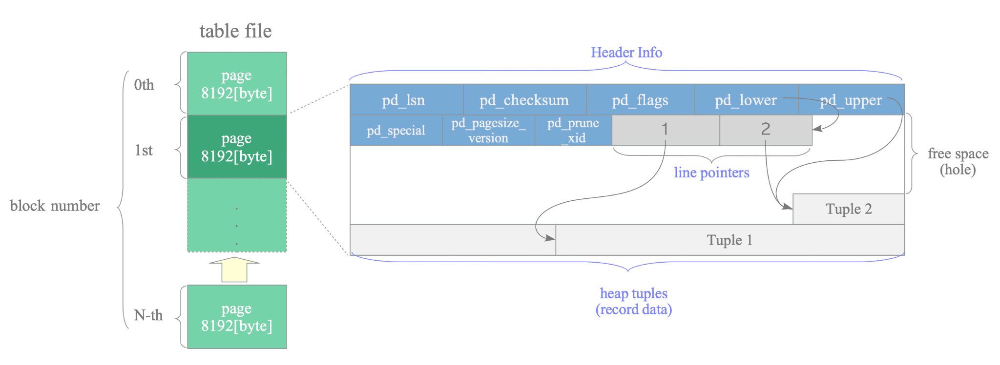 table file
block number
0th
page
8192[byte]
1st
page
8192[byte]
.
.
.
N-th
page
8192[byte]
Header Info
pd_lsn pd_checksum pd_flags pd_lower pd_upper
pd_special
pd_pagesize_
version
pd_prune
_xid
1 2
line pointers
free space
(hole)
Tuple 2
Tuple 1
heap tuples
(record data)